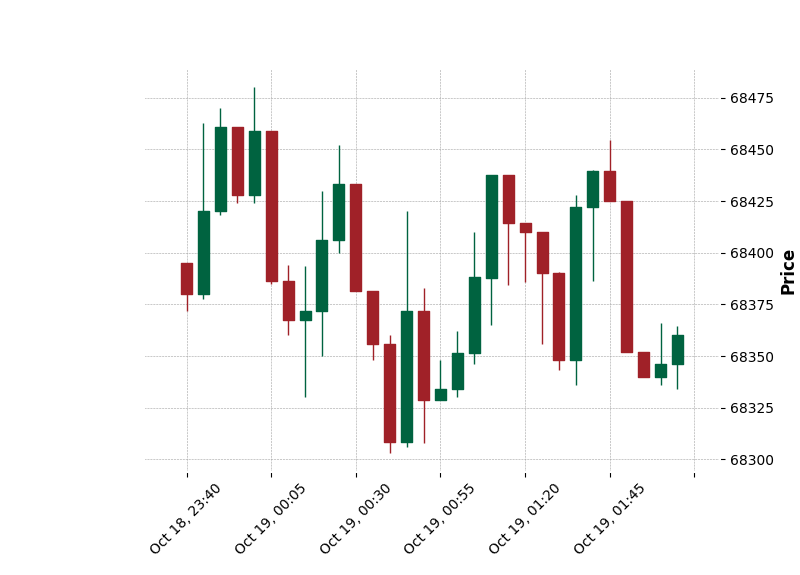 68475
68450
68425
68400
68375
68350
68325
68300
Price
Oct 18, 23:40
Oct 19, 00:05
Oct 19, 00:30
Oct 19, 00:55
Oct 19, 01:20
Oct 19, 01:45